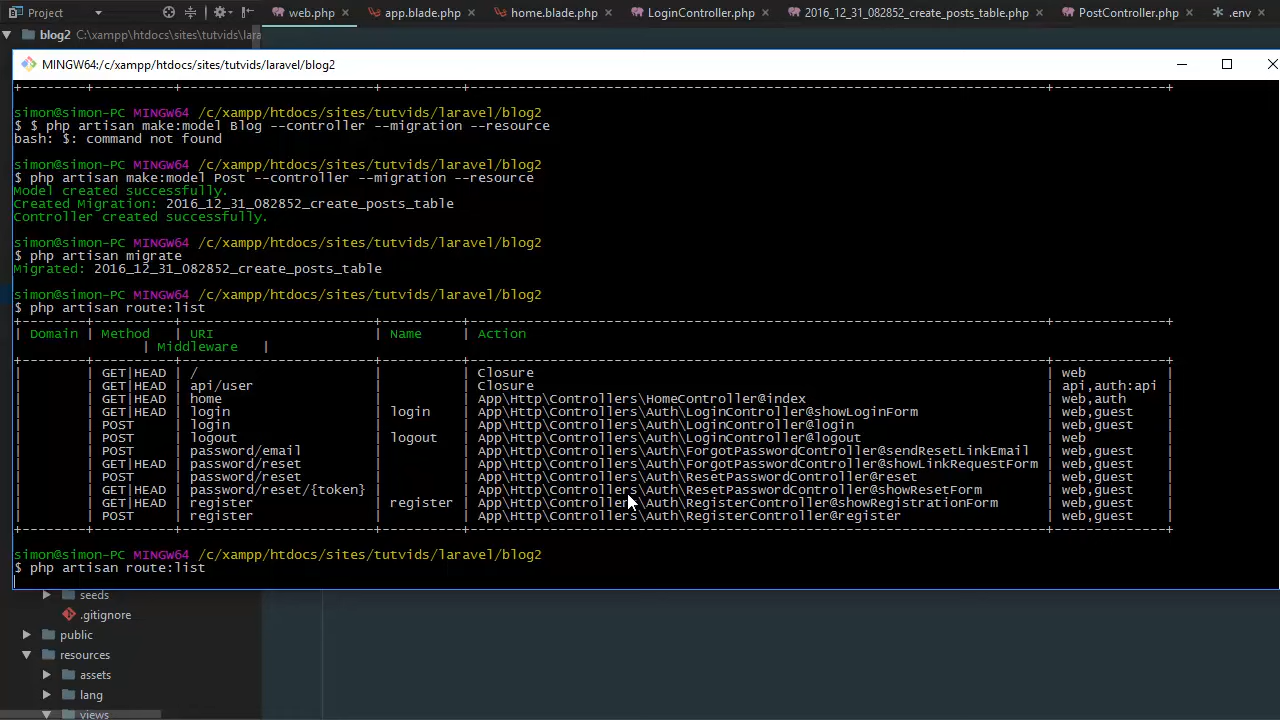 Project web.php app.blade.php home.blade.php LoginController.php 2016_12_31_082852_create_posts_table.php PostController.php .env
blog2 C:\xampp\htdocs\sites\tutvids\lara
MINGW64:/c/xampp/htdocs/sites/tutvids/laravel/blog2
+--------+----------+------------------------+----------+------------------------------------------------------------------------+--------------+
simon@simon-PC MINGW64 /c/xampp/htdocs/sites/tutvids/laravel/blog2
$ $ php artisan make:model Blog --controller --migration --resource
bash: $: command not found
simon@simon-PC MINGW64 /c/xampp/htdocs/sites/tutvids/laravel/blog2
$ php artisan make:model Post --controller --migration --resource
Model created successfully.
Created Migration: 2016_12_31_082852_create_posts_table
Controller created successfully.
simon@simon-PC MINGW64 /c/xampp/htdocs/sites/tutvids/laravel/blog2
$ php artisan migrate
Migrated: 2016_12_31_082852_create_posts_table
simon@simon-PC MINGW64 /c/xampp/htdocs/sites/tutvids/laravel/blog2
$ php artisan route:list
+--------+----------+------------------------+----------+------------------------------------------------------------------------+--------------+
| Domain | Method | URI | Name | Action
| Middleware |
+--------+----------+------------------------+----------+------------------------------------------------------------------------+--------------+
| | GET|HEAD | / | | Closure | web |
| | GET|HEAD | api/user | | Closure | api,auth:api |
| | GET|HEAD | home | | App\Http\Controllers\HomeController@index | web,auth |
| | GET|HEAD | login | login | App\Http\Controllers\Auth\LoginController@showLoginForm | web,guest |
| | POST | login | | App\Http\Controllers\Auth\LoginController@login | web,guest |
| | POST | logout | logout | App\Http\Controllers\Auth\LoginController@logout | web |
| | POST | password/email | | App\Http\Controllers\Auth\ForgotPasswordController@sendResetLinkEmail | web,guest |
| | GET|HEAD | password/reset | | App\Http\Controllers\Auth\ForgotPasswordController@showLinkRequestForm | web,guest |
| | POST | password/reset | | App\Http\Controllers\Auth\ResetPasswordController@reset | web,guest |
| | GET|HEAD | password/reset/{token} | | App\Http\Controllers\Auth\ResetPasswordController@showResetForm | web,guest |
| | GET|HEAD | register | register | App\Http\Controllers\Auth\RegisterController@showRegistrationForm | web,guest |
| | POST | register | | App\Http\Controllers\Auth\RegisterController@register | web,guest |
+--------+----------+------------------------+----------+------------------------------------------------------------------------+--------------+
simon@simon-PC MINGW64 /c/xampp/htdocs/sites/tutvids/laravel/blog2
$ php artisan route:list
seeds
.gitignore
public
resources
assets
lang
views